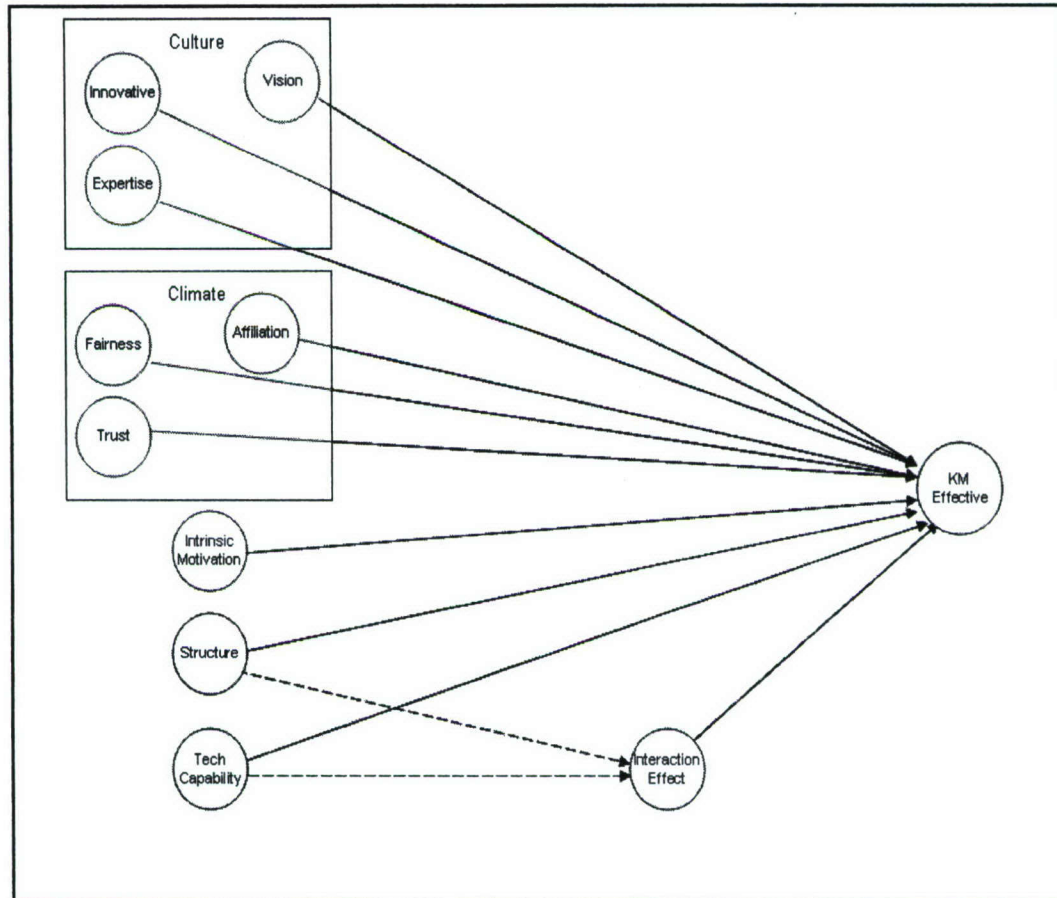 Culture
Innovative
Vision
Expertise
Climate
Fairness
Affiliation
Trust
KM
Effective
Intrinsic
Motivation
Structure
Tech
Capability
Interaction
Effect